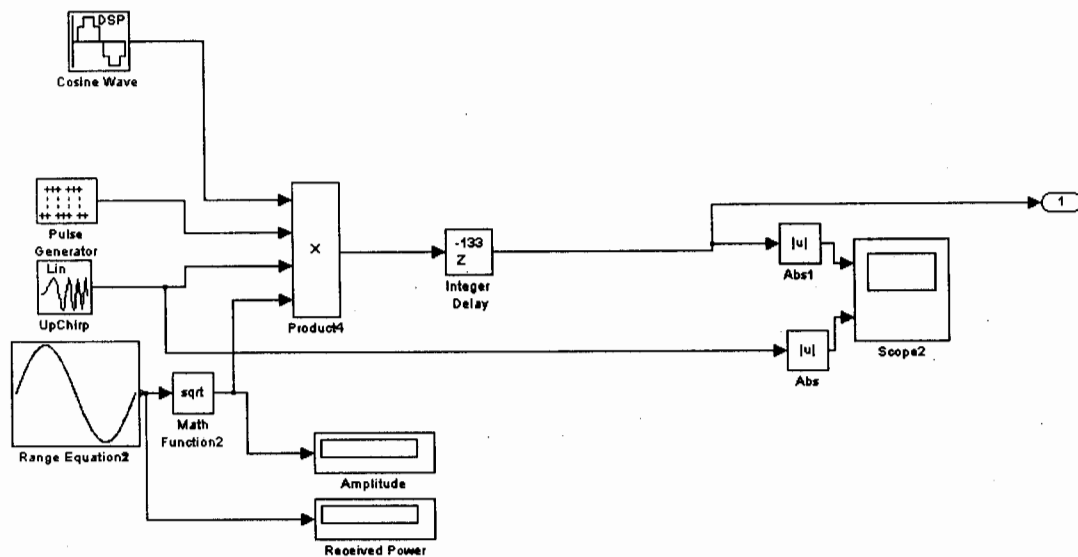 DSP
Cosine Wave
Pulse
Generator
Lin
UpChirp
X
Product4
-133
Z
Integer
Delay
1
|u|
Abs1
|u|
Abs
Scope2
sqrt
Math
Function2
Range Equation2
Amplitude
Received Power